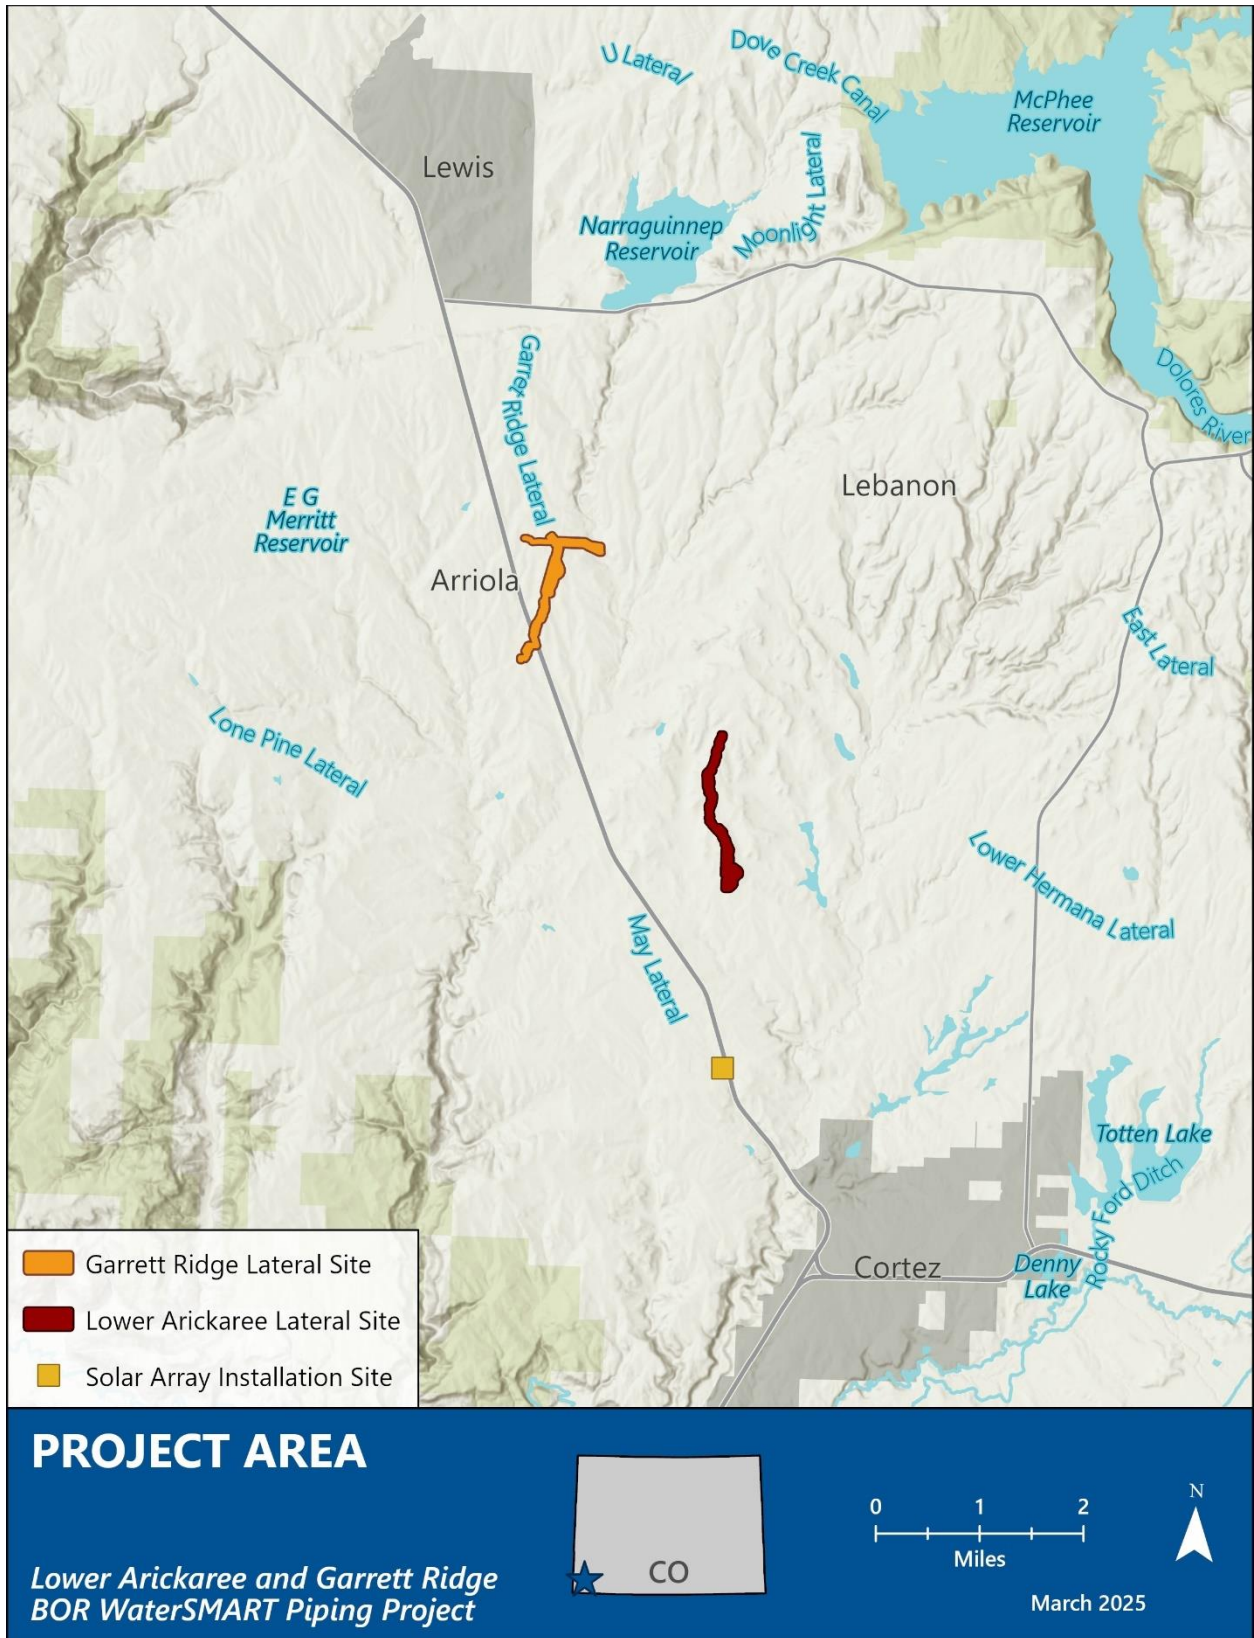 U Lateral
Dove Creek Canal
McPhee
Reservoir
Lewis
Moonlight Lateral
Narraguinnep
Reservoir
Garret Ridge Lateral
Dolores River
Lebanon
E G
Merritt
Reservoir
Arriola
East Lateral
Lone Pine Lateral
Lower Hermana Lateral
May Lateral
Totten Lake
Rocky Ford Ditch
Cortez
Denny
Lake
Garrett Ridge Lateral Site
Lower Arickaree Lateral Site
Solar Array Installation Site
PROJECT AREA
Lower Arickaree and Garrett Ridge
BOR WaterSMART Piping Project
CO
0 1 2
Miles
N
March 2025